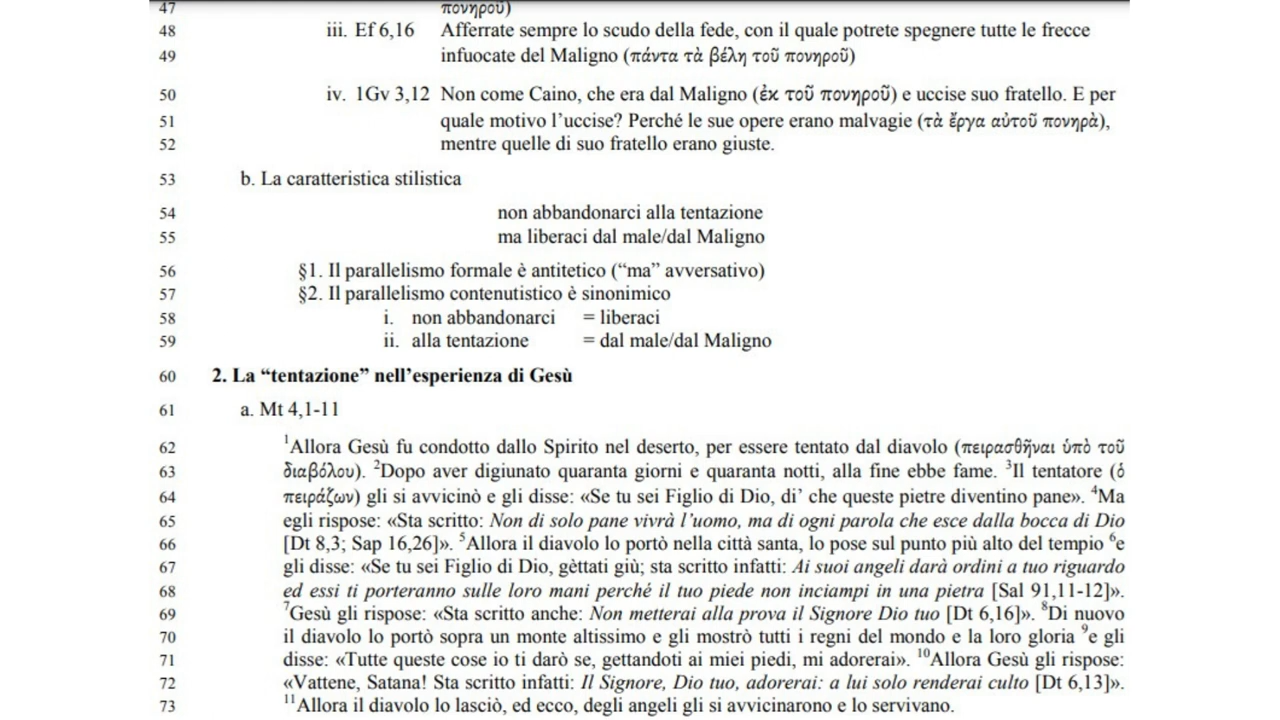 47 πονηροῦ)
48 iii. Ef 6,16 Afferrate sempre lo scudo della fede, con il quale potrete spegnere tutte le frecce
49 infuocate del Maligno (πάντα τὰ βέλη τοῦ πονηροῦ)
50 iv. 1Gv 3,12 Non come Caino, che era dal Maligno (ἐκ τοῦ πονηροῦ) e uccise suo fratello. E per
51 quale motivo l’uccise? Perché le sue opere erano malvagie (τὰ ἔργα αὐτοῦ πονηρὰ),
52 mentre quelle di suo fratello erano giuste.
53 b. La caratteristica stilistica
54 non abbandonarci alla tentazione
55 ma liberaci dal male/dal Maligno
56 §1. Il parallelismo formale è antitetico (“ma” avversativo)
57 §2. Il parallelismo contenutistico è sinonimico
58 i. non abbandonarci = liberaci
59 ii. alla tentazione = dal male/dal Maligno
60 2. La “tentazione” nell’esperienza di Gesù
61 a. Mt 4,1-11
62 1Allora Gesù fu condotto dallo Spirito nel deserto, per essere tentato dal diavolo (πειρασθῆναι ὑπὸ τοῦ
63 διαβόλου). 2Dopo aver digiunato quaranta giorni e quaranta notti, alla fine ebbe fame. 3Il tentatore (ὁ
64 πειράζων) gli si avvicinò e gli disse: «Se tu sei Figlio di Dio, di’ che queste pietre diventino pane». 4Ma
65 egli rispose: «Sta scritto: Non di solo pane vivrà l’uomo, ma di ogni parola che esce dalla bocca di Dio
66 [Dt 8,3; Sap 16,26]». 5Allora il diavolo lo portò nella città santa, lo pose sul punto più alto del tempio 6e
67 gli disse: «Se tu sei Figlio di Dio, gèttati giù; sta scritto infatti: Ai suoi angeli darà ordini a tuo riguardo
68 ed essi ti porteranno sulle loro mani perché il tuo piede non inciampi in una pietra [Sal 91,11-12]».
69 7Gesù gli rispose: «Sta scritto anche: Non metterai alla prova il Signore Dio tuo [Dt 6,16]». 8Di nuovo
70 il diavolo lo portò sopra un monte altissimo e gli mostrò tutti i regni del mondo e la loro gloria 9e gli
71 disse: «Tutte queste cose io ti darò se, gettandoti ai miei piedi, mi adorerai». 10Allora Gesù gli rispose:
72 «Vattene, Satana! Sta scritto infatti: Il Signore, Dio tuo, adorerai: a lui solo renderai culto [Dt 6,13]».
73 11Allora il diavolo lo lasciò, ed ecco, degli angeli gli si avvicinarono e lo servivano.